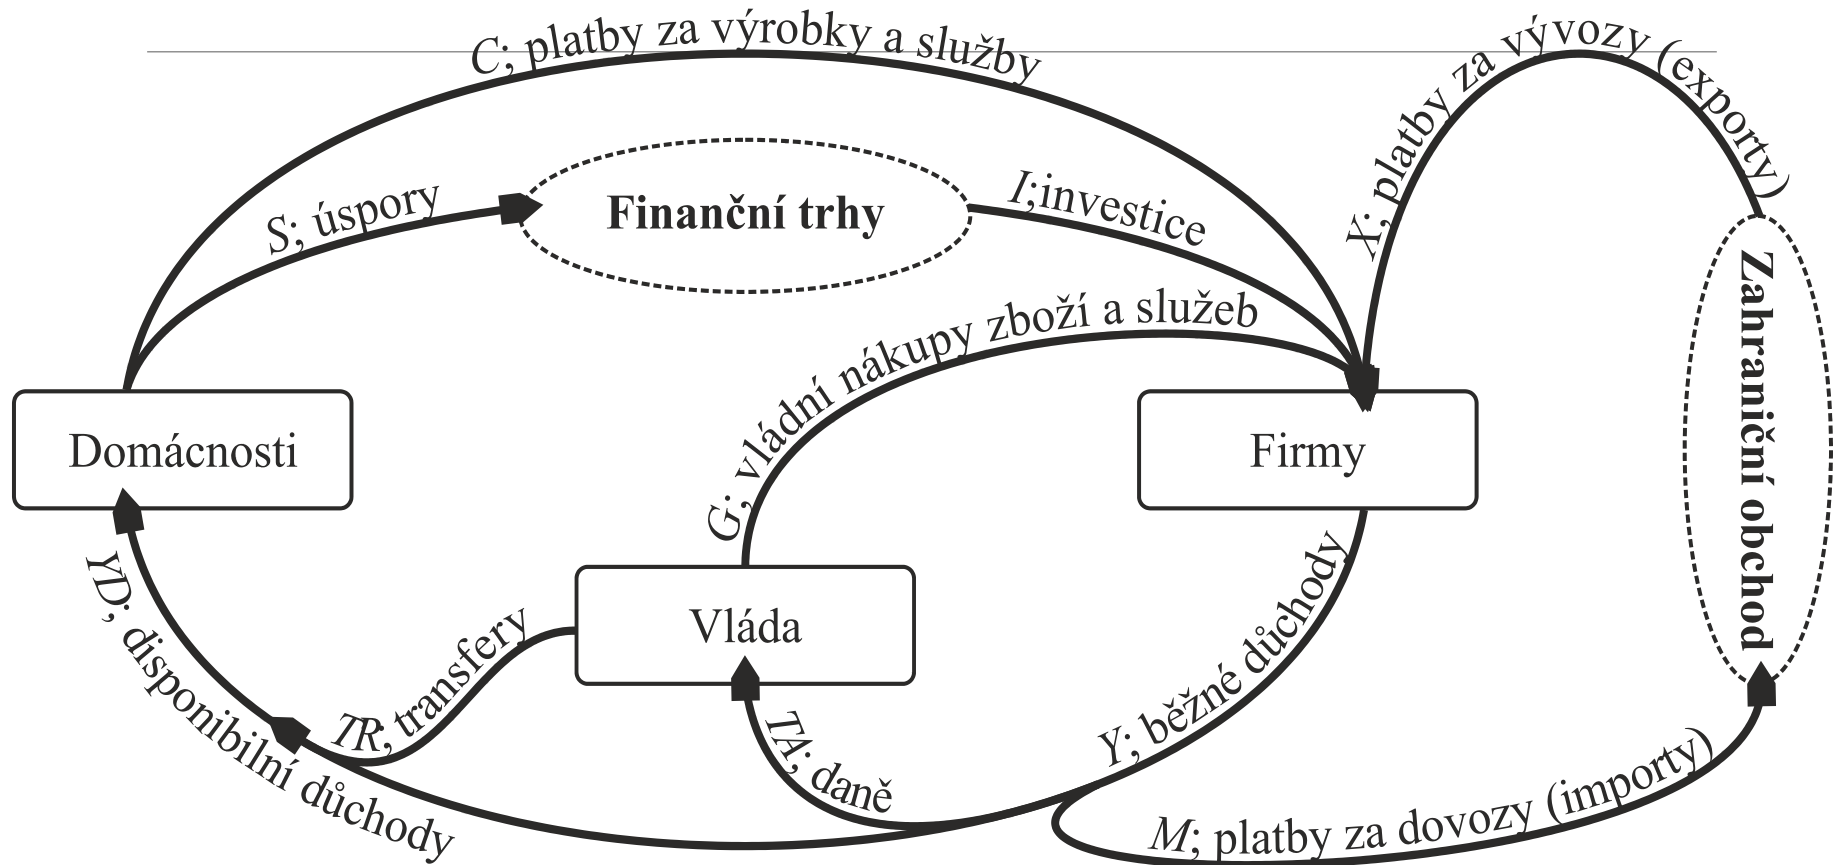 C; platby za výrobky a služby
X; platby za vývozy (exporty)
S; úspory
Finanční trhy
I;investice
G; vládní nákupy zboží a služeb
Domácnosti
Firmy
Zahraniční obchod
Vláda
YD; disponibilní důchody
TR; transfery
TA; daně
Y; běžné důchody
M; platby za dovozy (importy)